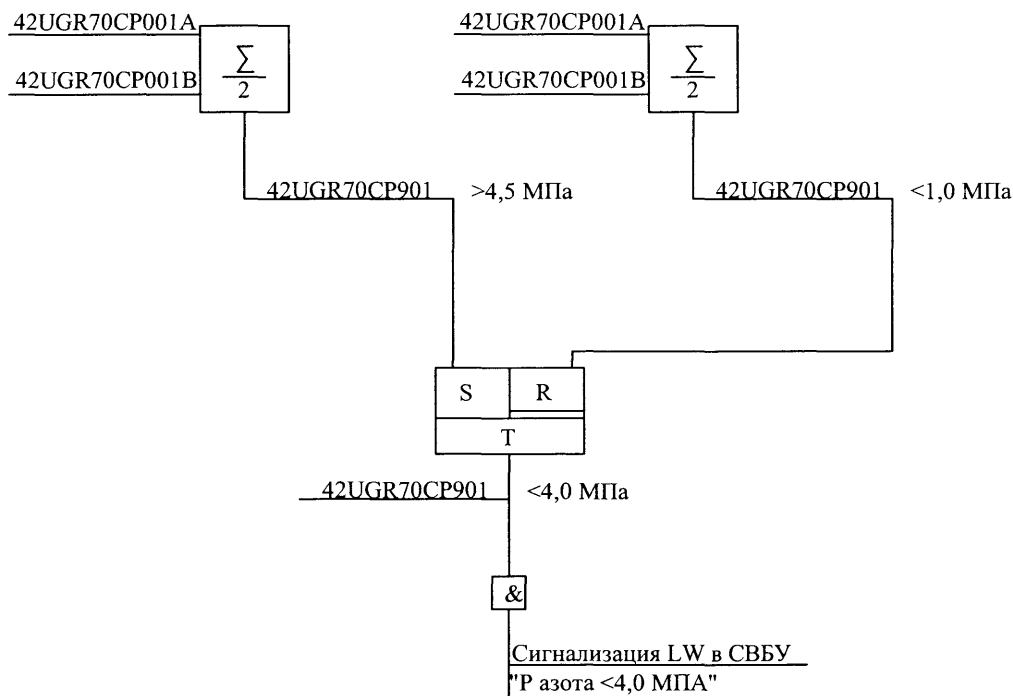 42UGR70CP001A
42UGR70CP001A
∑
2
∑
2
42UGR70CP001B
42UGR70CP001B
42UGR70CP901 >4,5 МПа
42UGR70CP901 <1,0 МПа
S
R
T
42UGR70CP901 <4,0 МПа
&
Сигнализация LW в СВБУ
"Р азота <4,0 МПА"